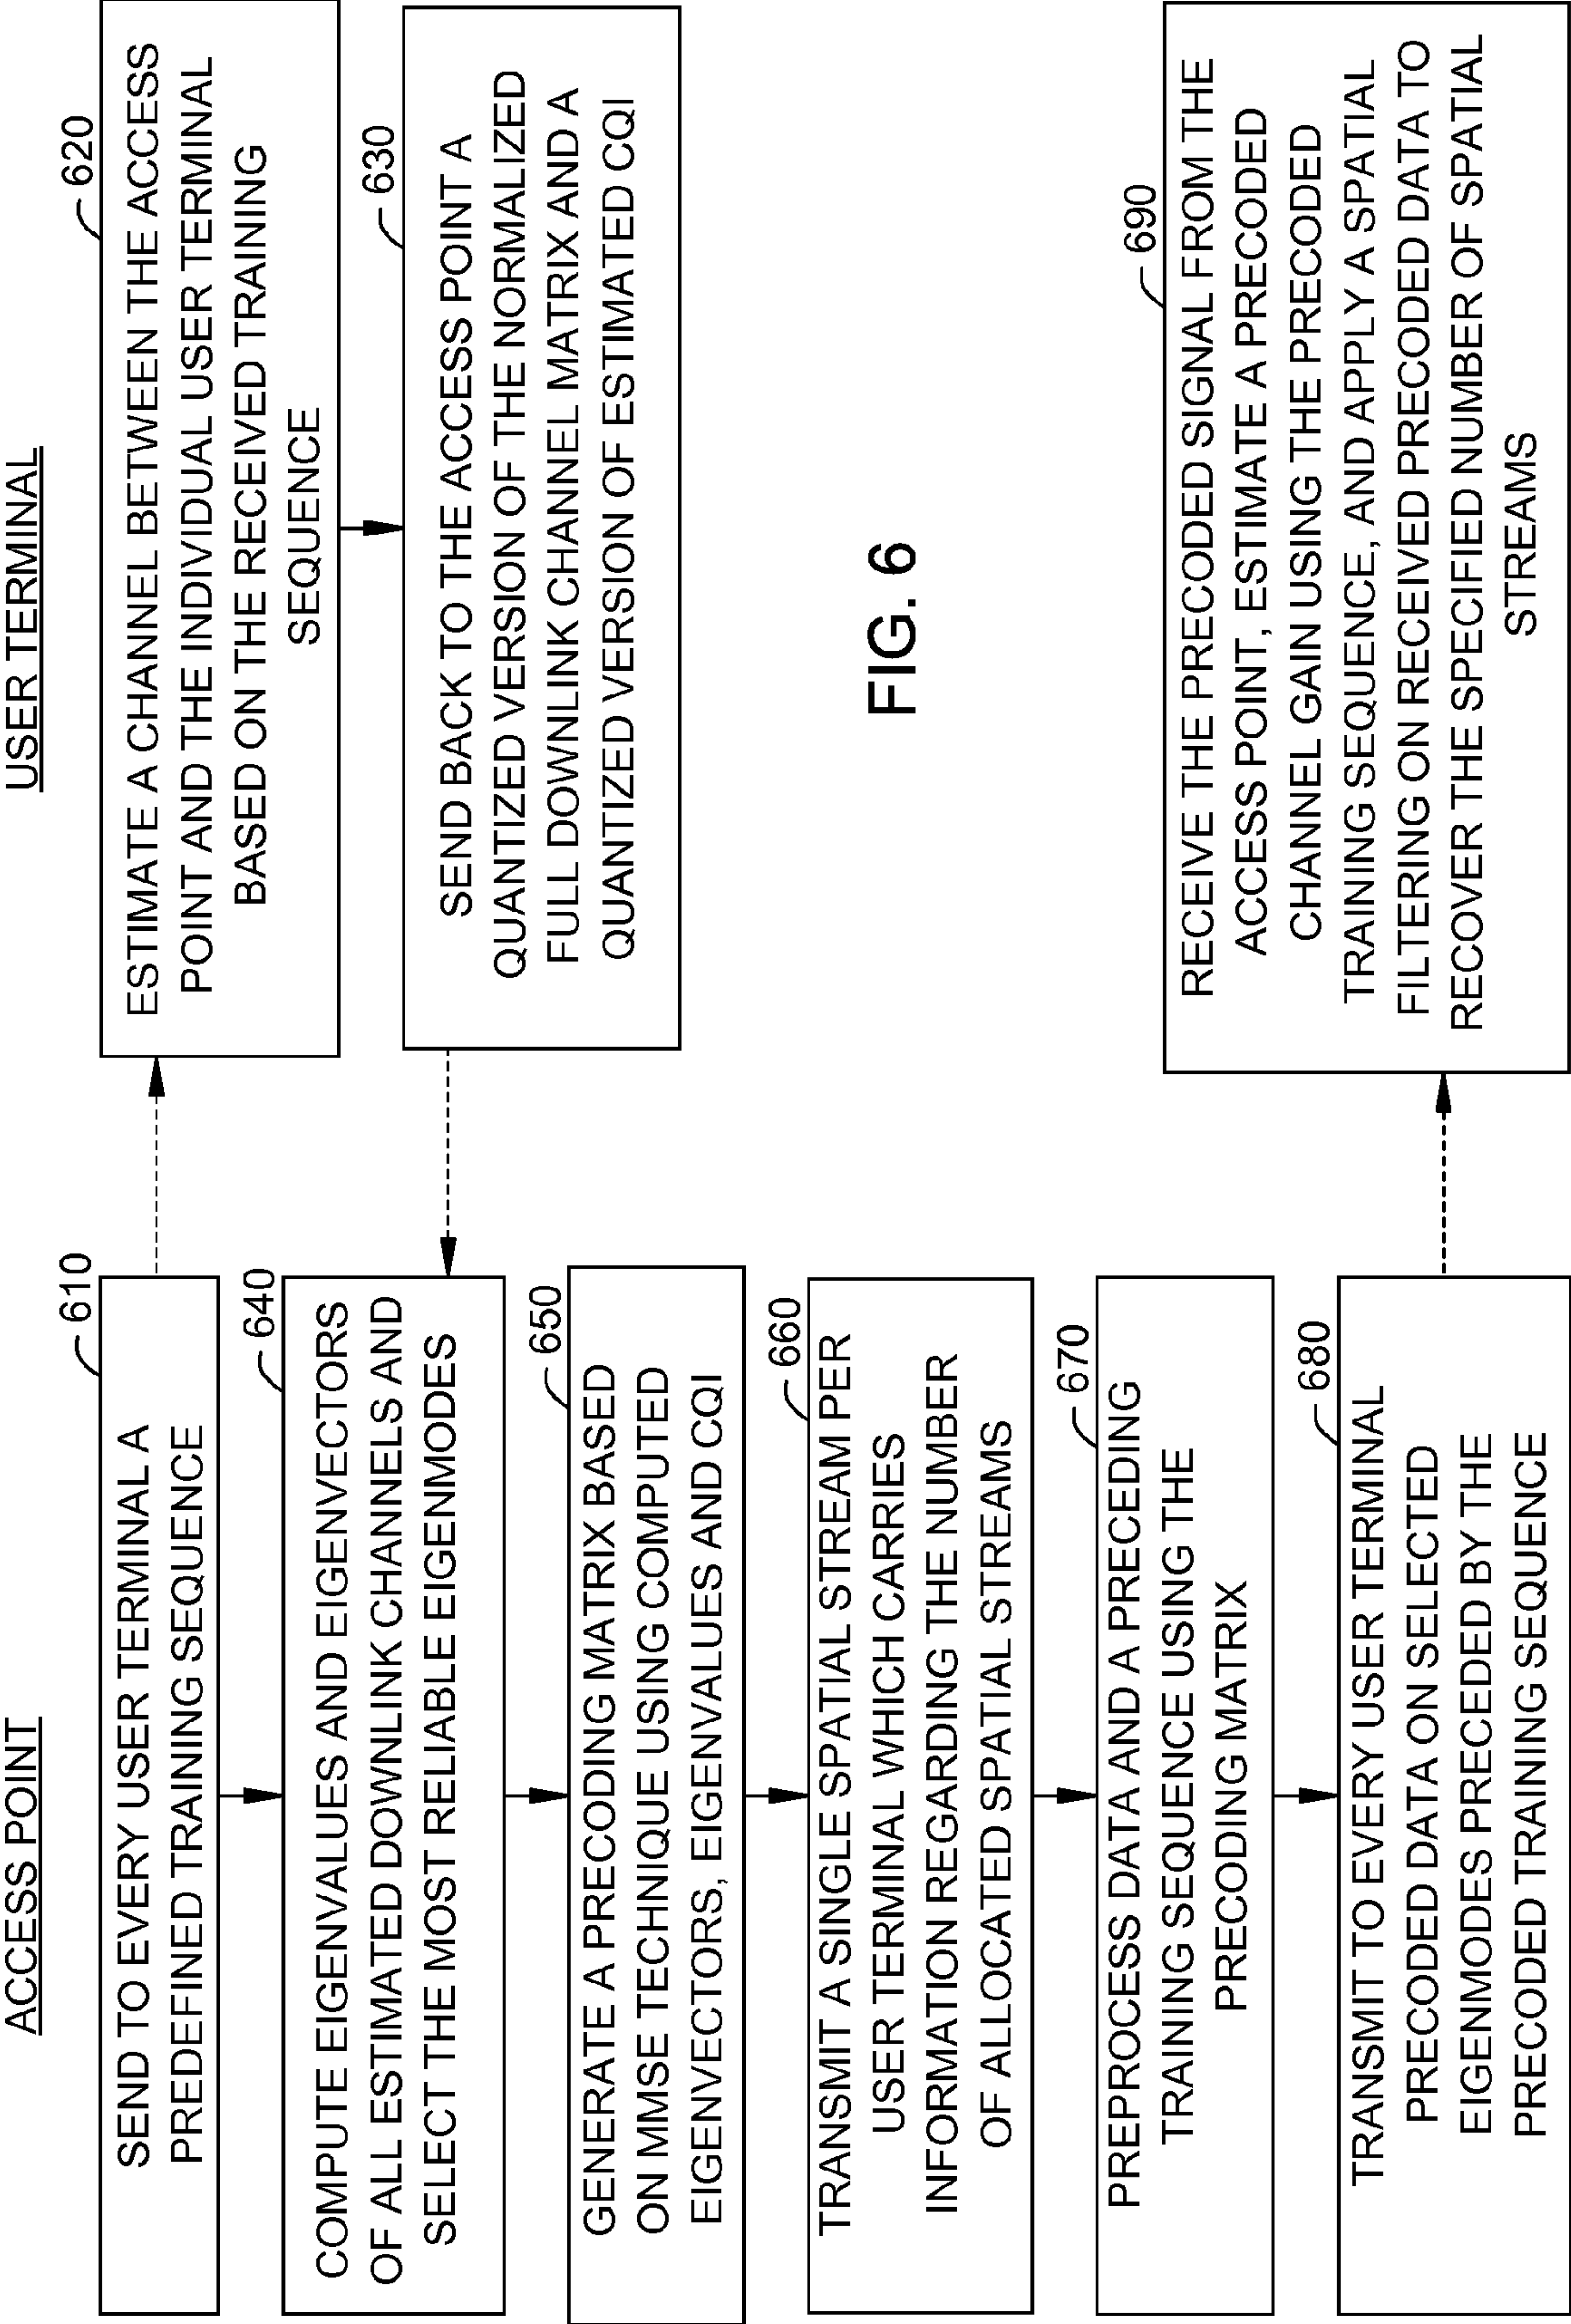 ACCESS POINT
USER TERMINAL
610
SEND TO EVERY USER TERMINAL A
PREDEFINED TRAINING SEQUENCE
620
ESTIMATE A CHANNEL BETWEEN THE ACCESS
POINT AND THE INDIVIDUAL USER TERMINAL
BASED ON THE RECEIVED TRAINING
SEQUENCE
630
SEND BACK TO THE ACCESS POINT A
QUANTIZED VERSION OF THE NORMALIZED
FULL DOWNLINK CHANNEL MATRIX AND A
QUANTIZED VERSION OF ESTIMATED CQI
640
COMPUTE EIGENVALUES AND EIGENVECTORS
OF ALL ESTIMATED DOWNLINK CHANNELS AND
SELECT THE MOST RELIABLE EIGENMODES
650
GENERATE A PRECODING MATRIX BASED
ON MMSE TECHNIQUE USING COMPUTED
EIGENVECTORS, EIGENVALUES AND CQI
660
TRANSMIT A SINGLE SPATIAL STREAM PER
USER TERMINAL WHICH CARRIES
INFORMATION REGARDING THE NUMBER
OF ALLOCATED SPATIAL STREAMS
670
PREPROCESS DATA AND A PRECEDING
TRAINING SEQUENCE USING THE
PRECODING MATRIX
680
TRANSMIT TO EVERY USER TERMINAL
PRECODED DATA ON SELECTED
EIGENMODES PRECEDED BY THE
PRECODED TRAINING SEQUENCE
690
RECEIVE THE PRECODED SIGNAL FROM THE
ACCESS POINT, ESTIMATE A PRECODED
CHANNEL GAIN USING THE PRECODED
TRAINING SEQUENCE, AND APPLY A SPATIAL
FILTERING ON RECEIVED PRECODED DATA TO
RECOVER THE SPECIFIED NUMBER OF SPATIAL
STREAMS
FIG. 6